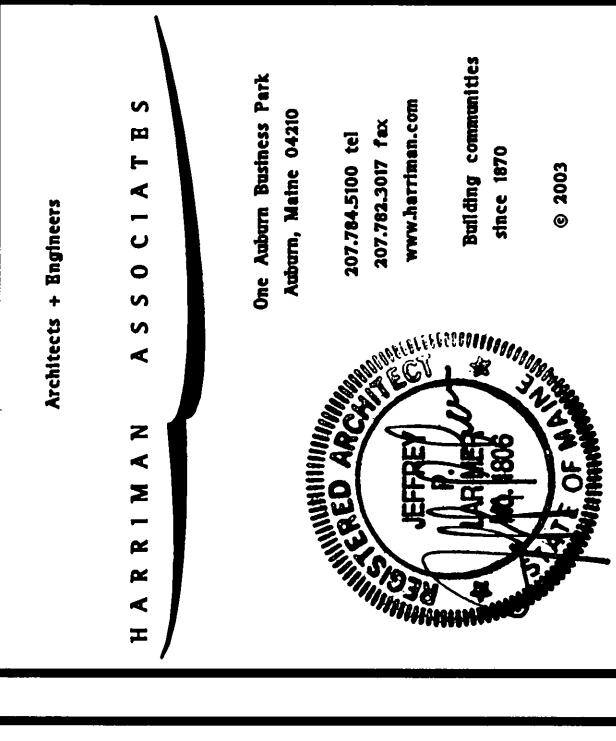 Architects + Engineers
HARRIMAN ASSOCIATES
One Auburn Business Park
Auburn, Maine 04210
207.784.5100 tel
207.782.3017 fax
www.harriman.com
Building communities
since 1870
© 2003
REGISTERED ARCHITECT
JEFFREY
P.
LARIMER
NO. 1806
STATE OF MAINE